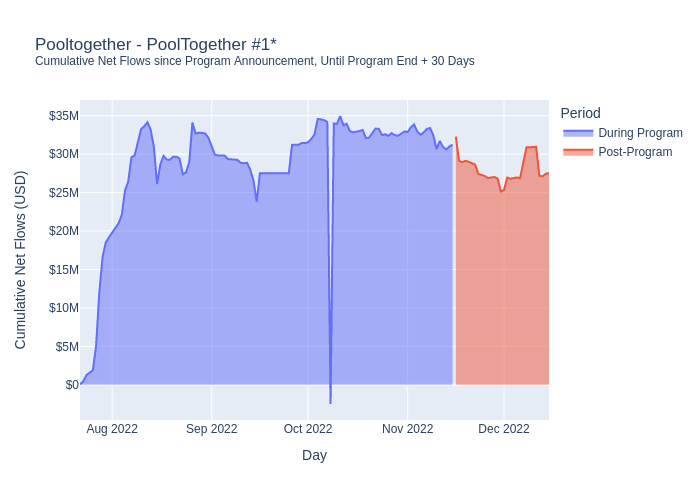 Pooltogether - PoolTogether #1*
Cumulative Net Flows since Program Announcement, Until Program End + 30 Days
Period
During Program
Post-Program
Cumulative Net Flows (USD)
$35M
$30M
$25M
$20M
$15M
$10M
$5M
$0
Aug 2022
Sep 2022
Oct 2022
Nov 2022
Dec 2022
Day